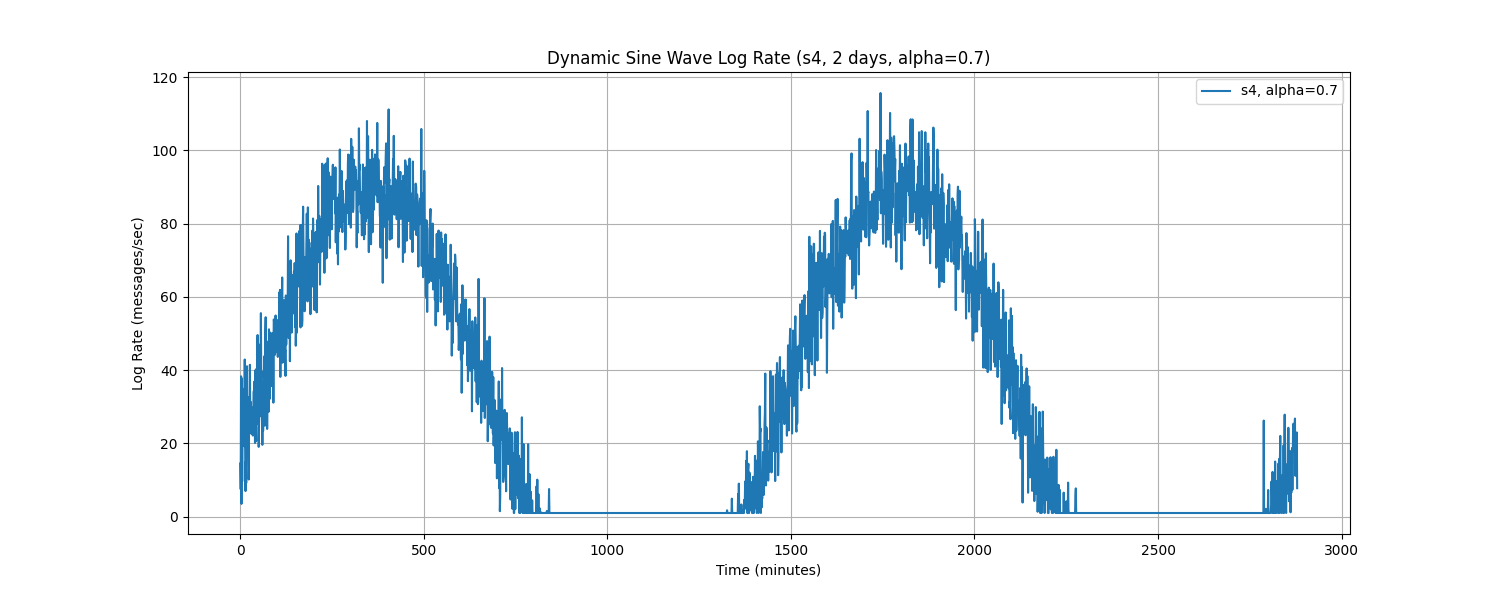 Dynamic Sine Wave Log Rate (s4, 2 days, alpha=0.7)
s4, alpha=0.7
Log Rate (messages/sec)
120
100
80
60
40
20
0
0 500 1000 1500 2000 2500 3000
Time (minutes)